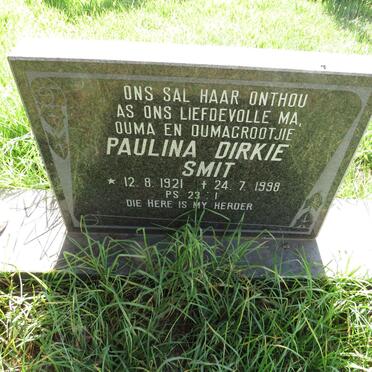 ONS SAL HAAR ONTHOU
AS ONS LIEFDEVOLLE MA,
OUMA EN OUMAGROOTJIE
PAULINA DIRKIE
SMIT
* 12. 8. 1921 + 24. 7. 1998
PS 23 : 1
DIE HERE IS MY HERDER